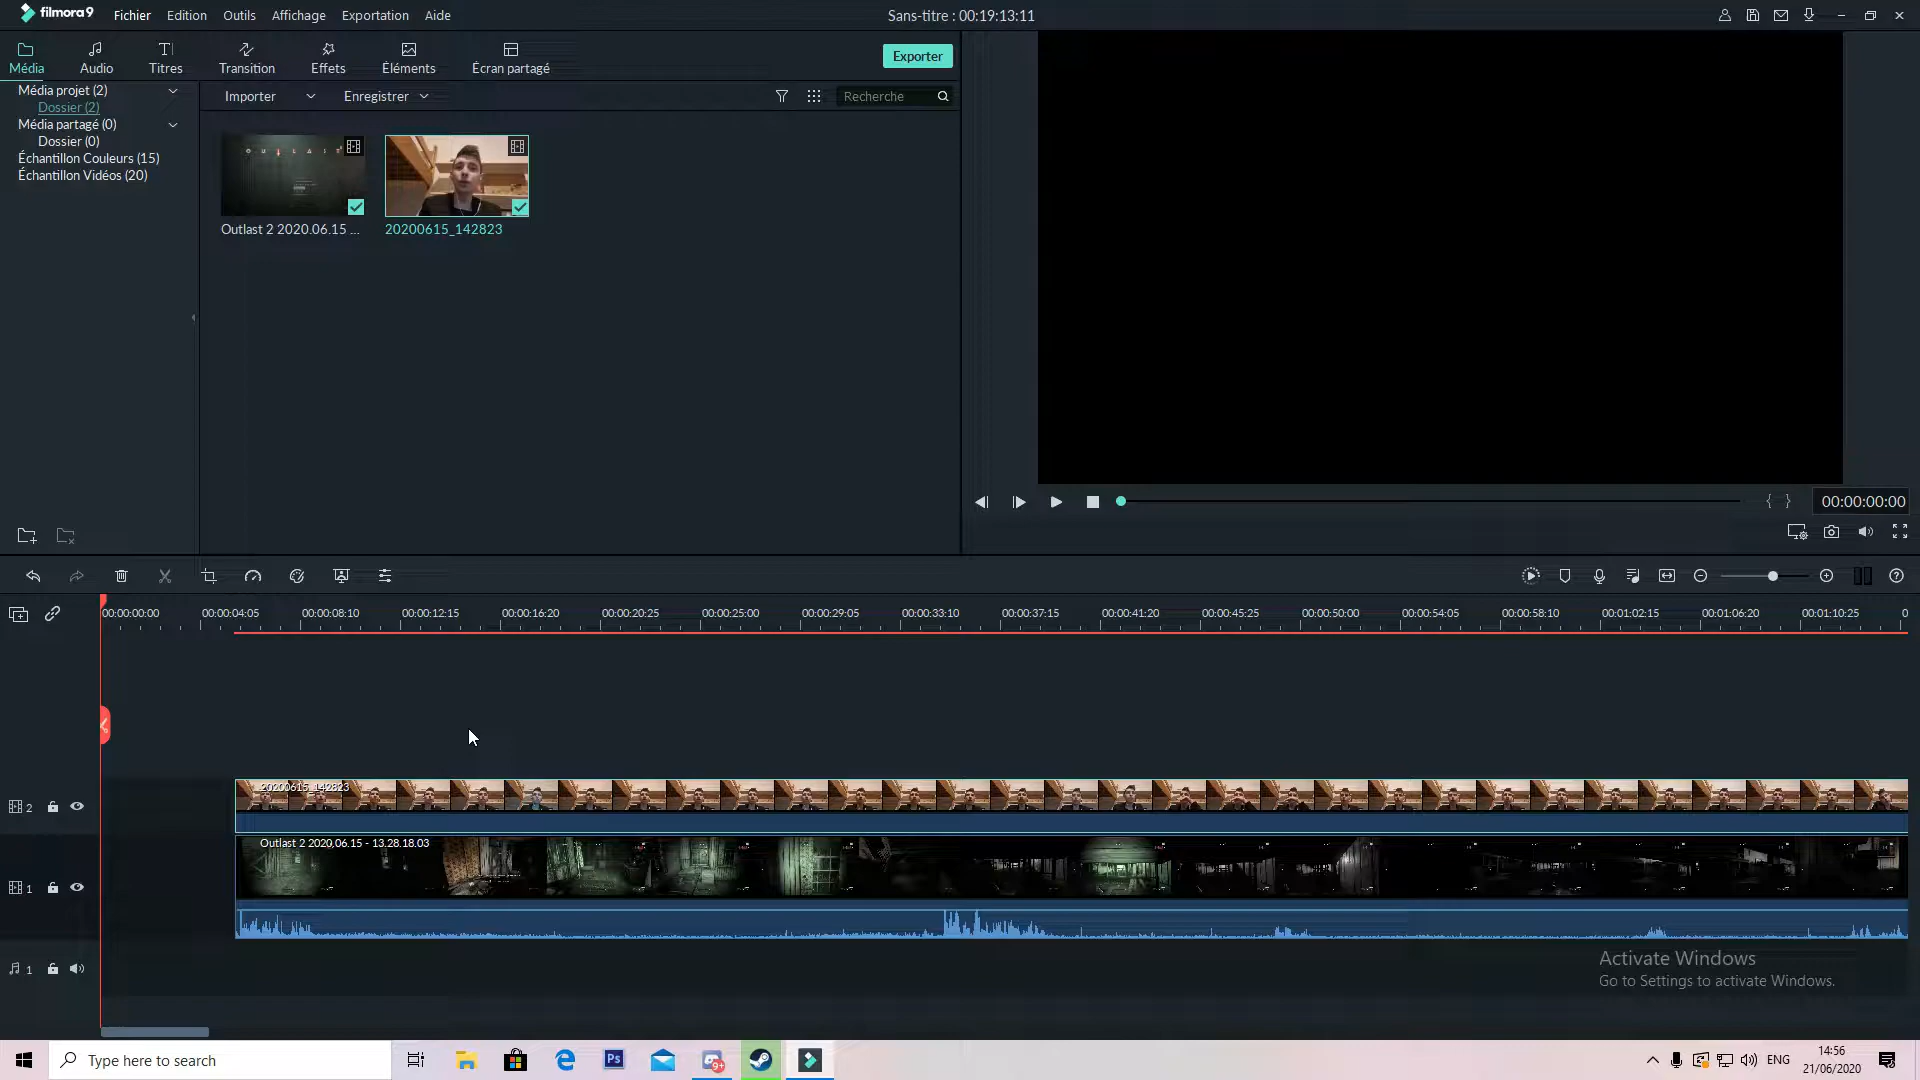 filmora9 Fichier Edition Outils Affichage Exportation Aide Sans-titre : 00:19:13:11
Média Audio Titres Transition Effets Éléments Écran partagé Exporter
Média projet (2)
Dossier (2)
Média partagé (0)
Dossier (0)
Échantillon Couleurs (15)
Échantillon Vidéos (20)
Importer Enregistrer Recherche
Outlast 2 2020.06.15 ... 20200615_142823
00:00:00:00
00:00:00:00 00:00:04:05 00:00:08:10 00:00:12:15 00:00:16:20 00:00:20:25 00:00:25:00 00:00:29:05 00:00:33:10 00:00:37:15 00:00:41:20 00:00:45:25 00:00:50:00 00:00:54:05 00:00:58:10 00:01:02:15 00:01:06:20 00:01:10:25 0
20200615_142823
2
Outlast 2 2020.06.15 - 13.28.18.03
1
1
Activate Windows
Go to Settings to activate Windows.
Type here to search Ps 9+ ENG 14:56
21/06/2020